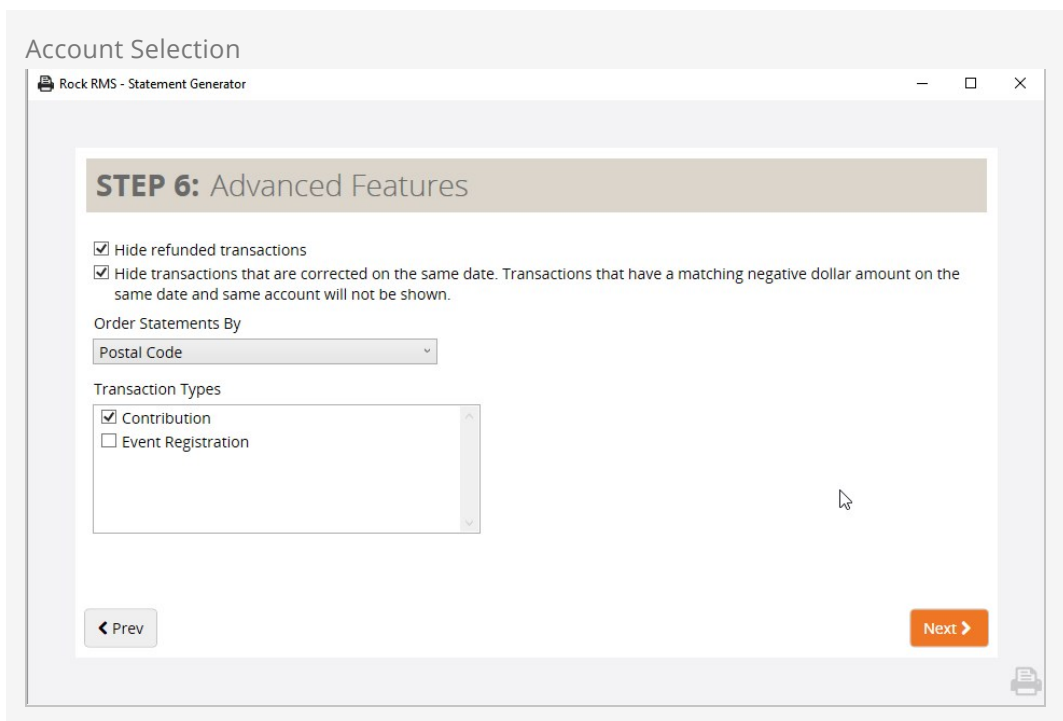 Account Selection
Rock RMS - Statement Generator
STEP 6: Advanced Features
Hide refunded transactions
Hide transactions that are corrected on the same date. Transactions that have a matching negative dollar amount on the
same date and same account will not be shown.
Order Statements By
Postal Code
Transaction Types
Contribution
Event Registration
Prev
Next